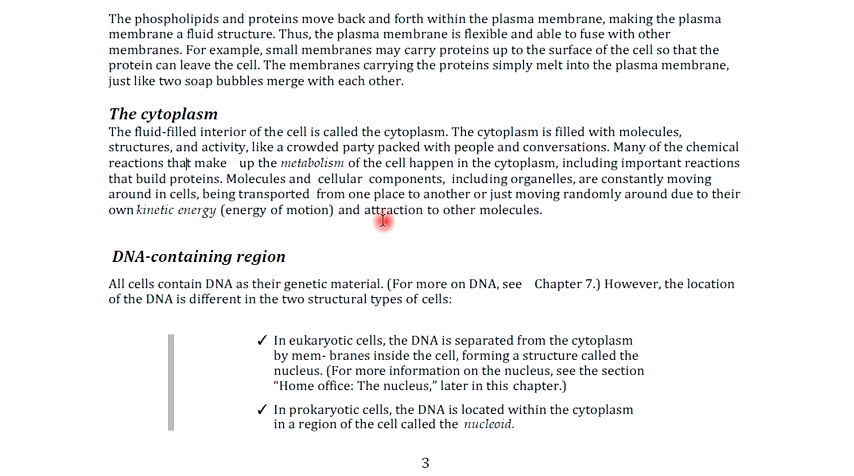 The phospholipids and proteins move back and forth within the plasma membrane, making the plasma
membrane a fluid structure. Thus, the plasma membrane is flexible and able to fuse with other
membranes. For example, small membranes may carry proteins up to the surface of the cell so that the
protein can leave the cell. The membranes carrying the proteins simply melt into the plasma membrane,
just like two soap bubbles merge with each other.
The cytoplasm
The fluid-filled interior of the cell is called the cytoplasm. The cytoplasm is filled with molecules,
structures, and activity, like a crowded party packed with people and conversations. Many of the chemical
reactions that make up the metabolism of the cell happen in the cytoplasm, including important reactions
that build proteins. Molecules and cellular components, including organelles, are constantly moving
around in cells, being transported from one place to another or just moving randomly around due to their
own kinetic energy (energy of motion) and attraction to other molecules.
DNA-containing region
All cells contain DNA as their genetic material. (For more on DNA, see Chapter 7.) However, the location
of the DNA is different in the two structural types of cells:
✓ In eukaryotic cells, the DNA is separated from the cytoplasm
by mem- branes inside the cell, forming a structure called the
nucleus. (For more information on the nucleus, see the section
“Home office: The nucleus,” later in this chapter.)
✓ In prokaryotic cells, the DNA is located within the cytoplasm
in a region of the cell called the nucleoid.
3